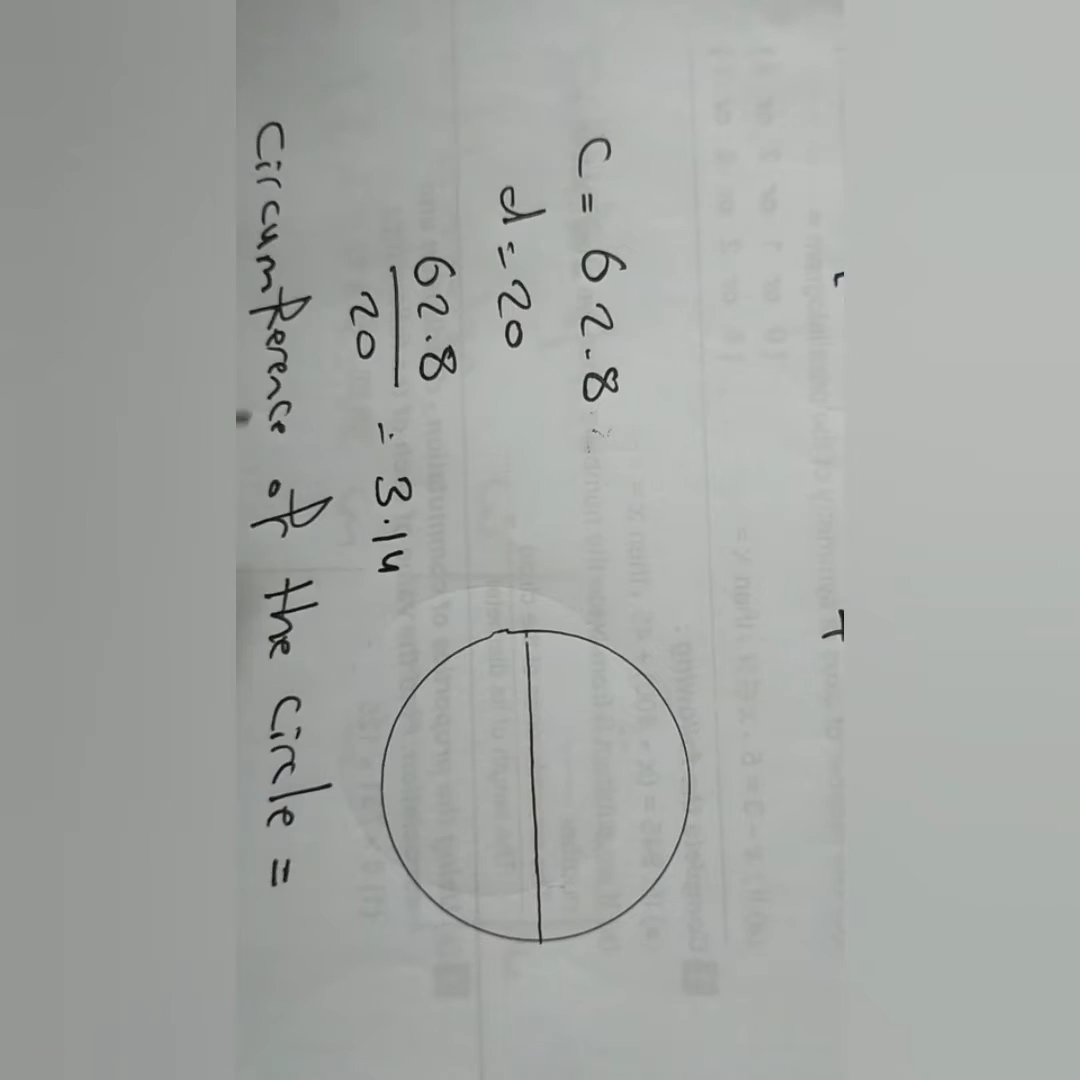 C = 62.8
d = 20
62.8
20
= 3.14
Circumference of the circle =